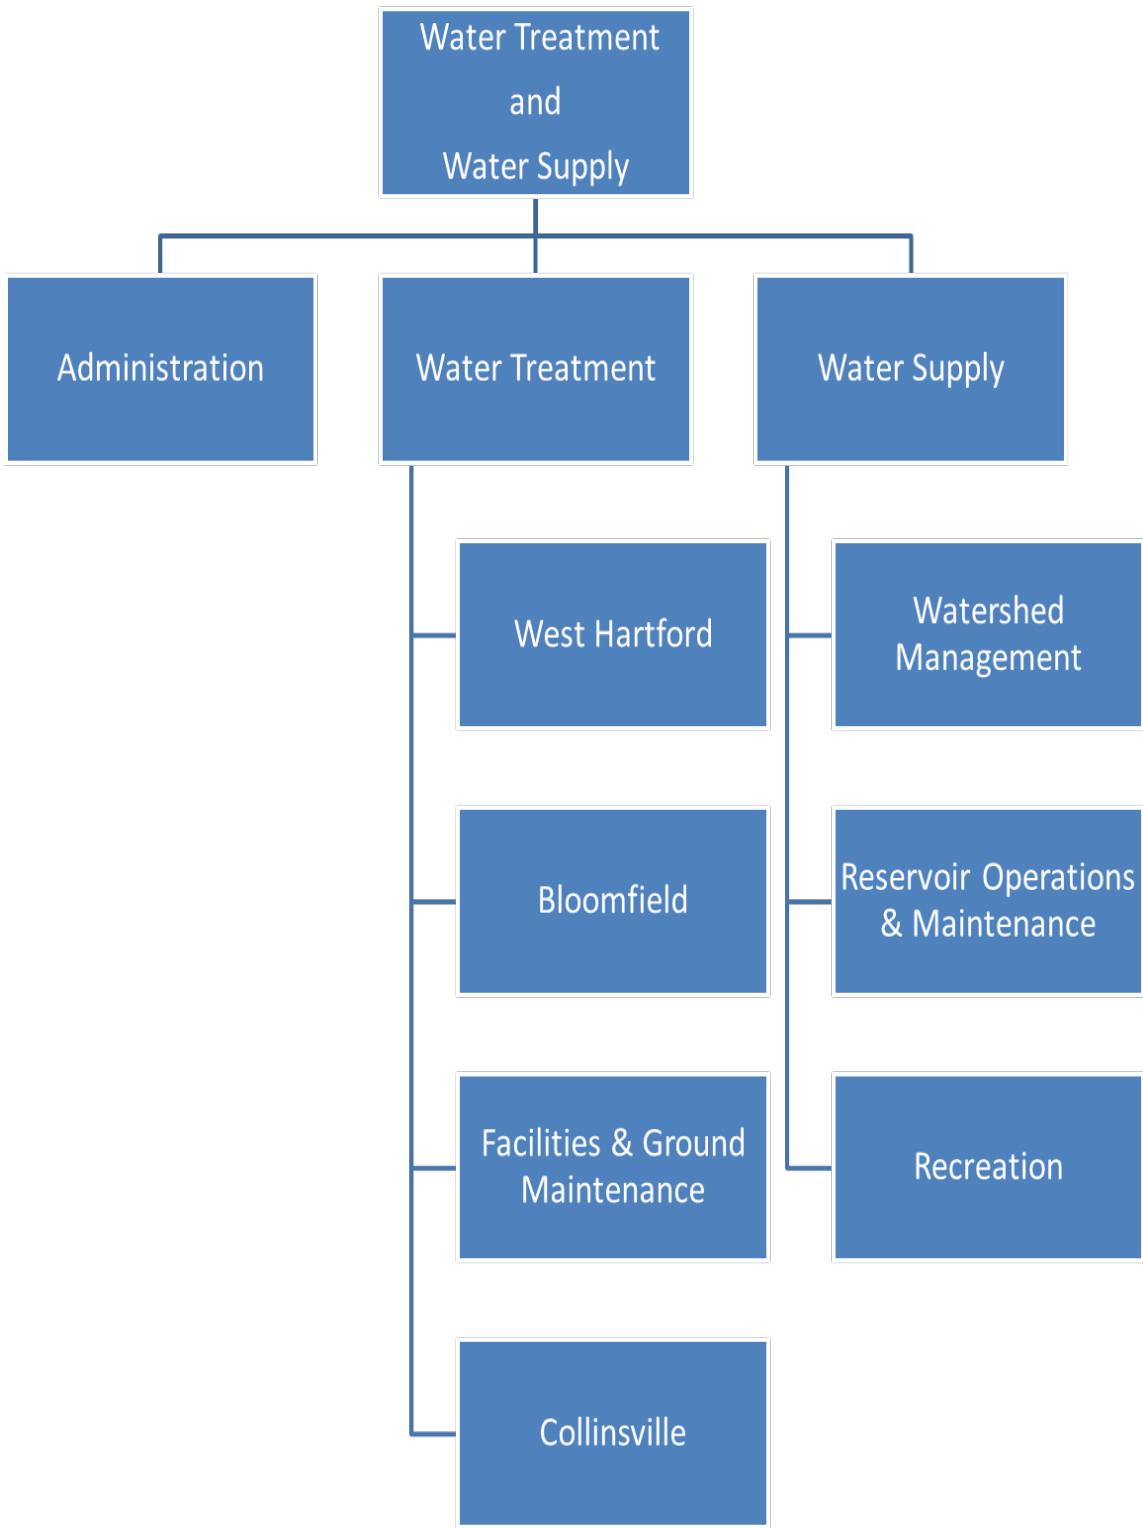 Water Treatment
and
Water Supply
Administration
Water Treatment
Water Supply
West Hartford
Watershed
Management
Bloomfield
Reservoir Operations
& Maintenance
Facilities & Ground
Maintenance
Recreation
Collinsville